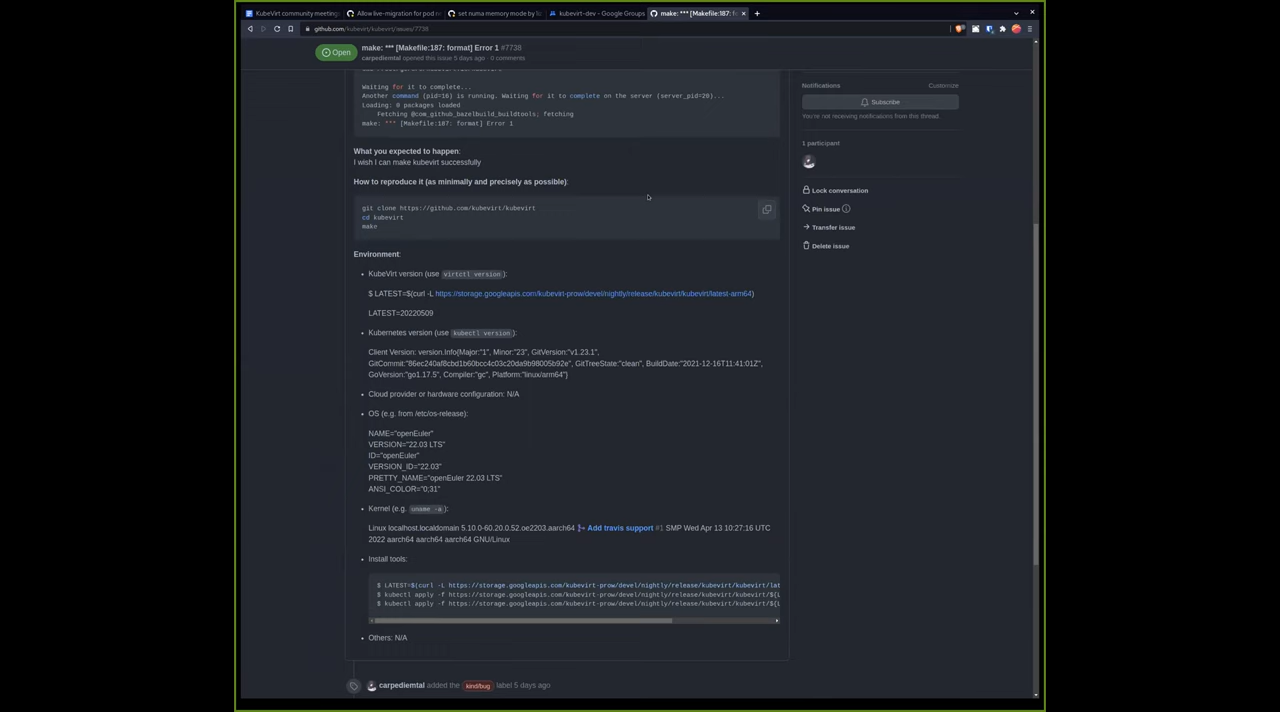 KubeVirt community meeting
Allow live-migration for pod n
set numa memory mode by li
kubevirt-dev - Google Groups
make: *** [Makefile:187: fo
github.com/kubevirt/kubevirt/issues/7738
Open
make: *** [Makefile:187: format] Error 1 #7738
carpediemtal opened this issue 5 days ago · 0 comments
Waiting for it to complete...
Another command (pid=16) is running. Waiting for it to complete on the server (server_pid=20)...
Loading: 0 packages loaded
Fetching @com_github_bazelbuild_buildtools; fetching
make: *** [Makefile:187: format] Error 1
What you expected to happen:
I wish I can make kubevirt successfully
How to reproduce it (as minimally and precisely as possible):
git clone https://github.com/kubevirt/kubevirt
cd kubevirt
make
Environment:
KubeVirt version (use virtctl version):
$ LATEST=$(curl -L https://storage.googleapis.com/kubevirt-prow/devel/nightly/release/kubevirt/kubevirt/latest-arm64)
LATEST=20220509
Kubernetes version (use kubectl version):
Client Version: version.Info{Major:"1", Minor:"23", GitVersion:"v1.23.1",
GitCommit:"86ec240af8cbd1b60bcc4c03c20da9b98005b92e", GitTreeState:"clean", BuildDate:"2021-12-16T11:41:01Z",
GoVersion:"go1.17.5", Compiler:"gc", Platform:"linux/arm64"}
Cloud provider or hardware configuration: N/A
OS (e.g. from /etc/os-release):
NAME="openEuler"
VERSION="22.03 LTS"
ID="openEuler"
VERSION_ID="22.03"
PRETTY_NAME="openEuler 22.03 LTS"
ANSI_COLOR="0;31"
Kernel (e.g. uname -a):
Linux localhost.localdomain 5.10.0-60.20.0.52.oe2203.aarch64 Add travis support #1 SMP Wed Apr 13 10:27:16 UTC
2022 aarch64 aarch64 aarch64 GNU/Linux
Install tools:
$ LATEST=$(curl -L https://storage.googleapis.com/kubevirt-prow/devel/nightly/release/kubevirt/kubevirt/lat
$ kubectl apply -f https://storage.googleapis.com/kubevirt-prow/devel/nightly/release/kubevirt/kubevirt/${L
$ kubectl apply -f https://storage.googleapis.com/kubevirt-prow/devel/nightly/release/kubevirt/kubevirt/${L
Others: N/A
carpediemtal added the kind/bug label 5 days ago
Notifications
Customize
Subscribe
You're not receiving notifications from this thread.
1 participant
Lock conversation
Pin issue
Transfer issue
Delete issue